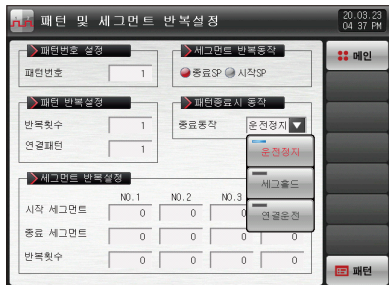 패턴 및 세그먼트 반복설정
20.03.23
04 37 PM
패턴번호 설정
패턴번호 1
세그먼트 반복동작
종료SP 시작SP
메인
패턴 반복설정
반복횟수 1
연결패턴 1
패턴종료시 동작
종료동작 운전정지
운전정지
세그홀드
연결운전
세그먼트 반복설정
NO.1 NO.2 NO.3
시작 세그먼트 0 0 0 0
종료 세그먼트 0 0 0 0
반복횟수 0 0 0 0
패턴